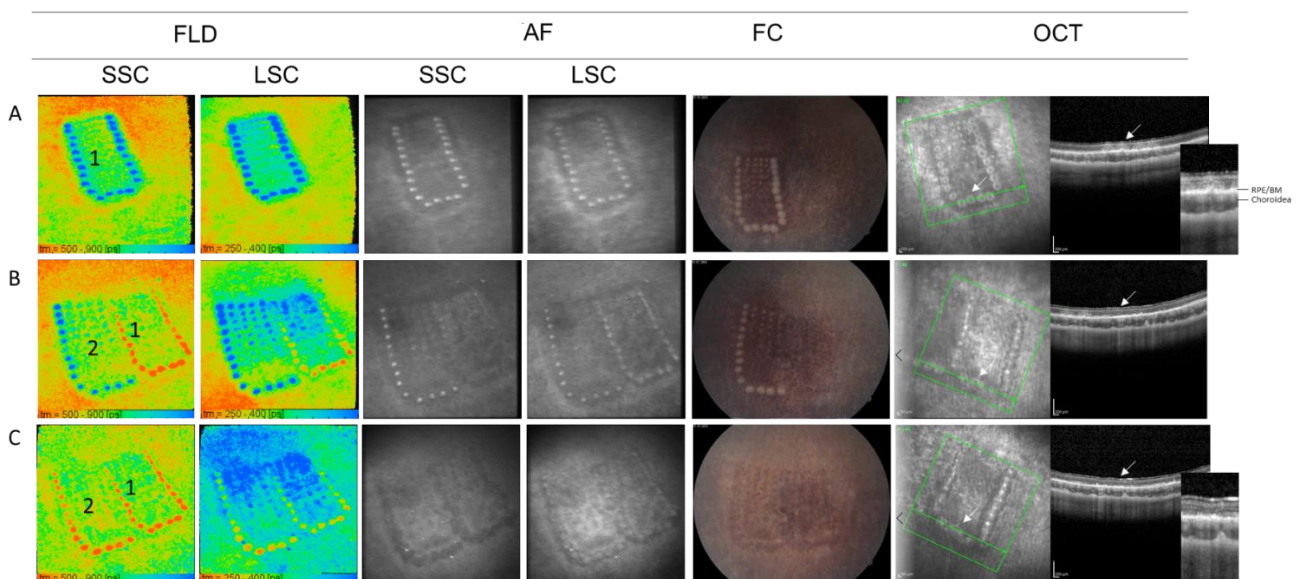 FLD AF FC OCT
SSC LSC SSC LSC
A
1
tm = 500 - 900 [ps] tm = 250 - 400 [ps]
RPE/BM
Choroidea
B
1
2
tm = 500 - 900 [ps] tm = 250 - 400 [ps]
C
1
2
tm = 500 - 900 [ps] tm = 250 - 400 [ps]